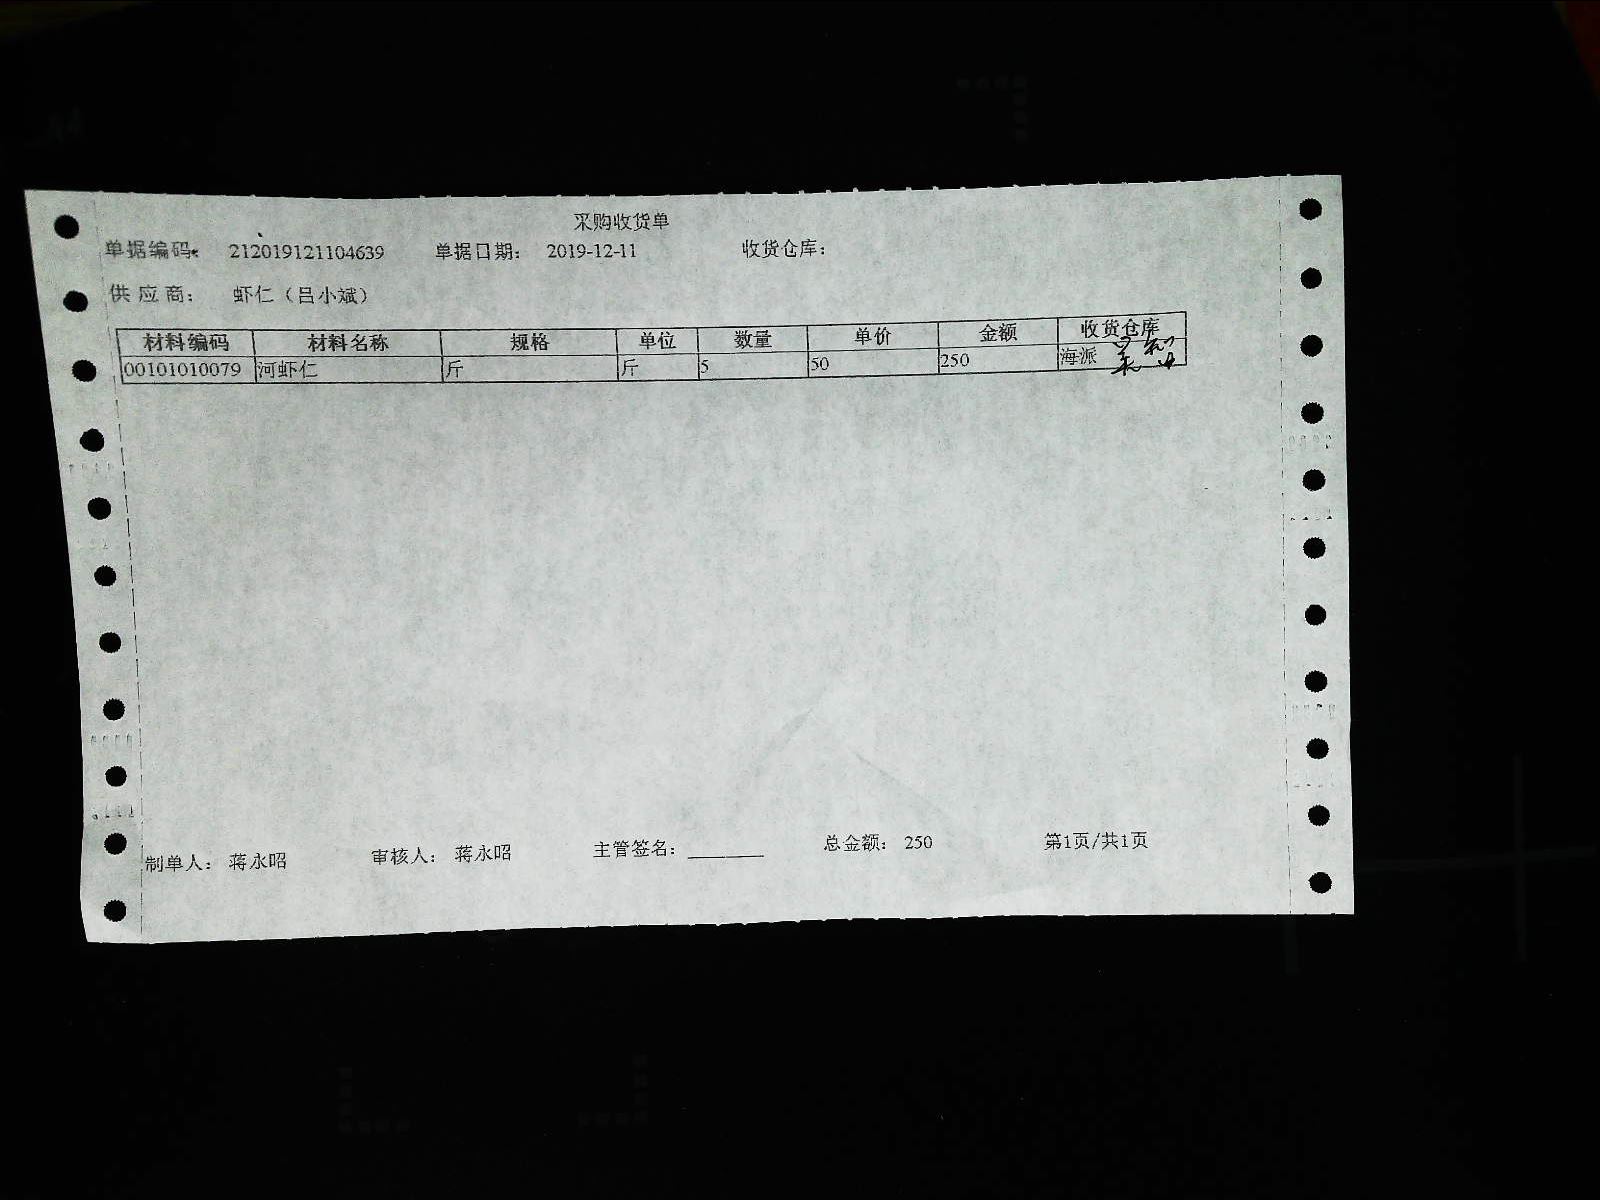 采购收货单
单据编码： 212019121104639 单据日期： 2019-12-11 收货仓库：
供应商： 虾仁（吕小斌）
材料编码 材料名称 规格 单位 数量 单价 金额 收货仓库
00101010079 河虾仁 斤 斤 5 50 250 海派
制单人： 蒋永昭 审核人： 蒋永昭 主管签名： 总金额： 250 第1页/共1页